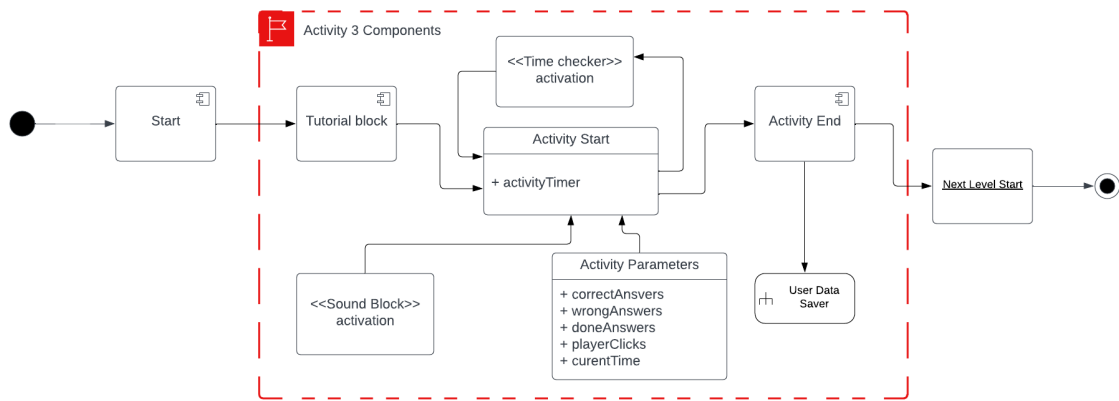 Activity 3 Components
<<Time checker>>
activation
Start
Tutorial block
Activity Start
+ activityTimer
Activity End
Next Level Start
<<Sound Block>>
activation
Activity Parameters
+ correctAnsvers
+ wrongAnswers
+ doneAnswers
+ playerClicks
+ curentTime
User Data
Saver